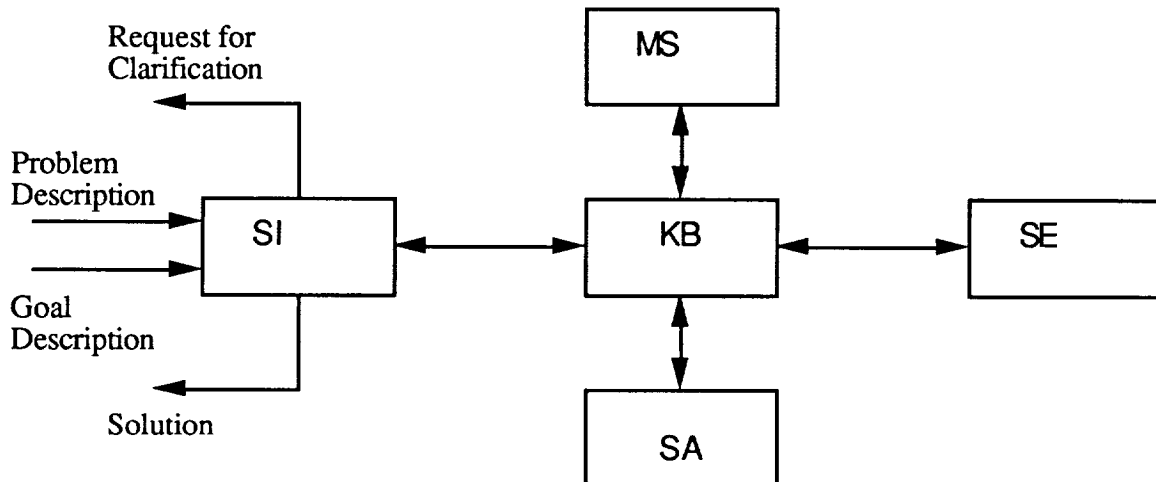 Request for
Clarification
MS
Problem
Description
SI
KB
SE
Goal
Description
Solution
SA